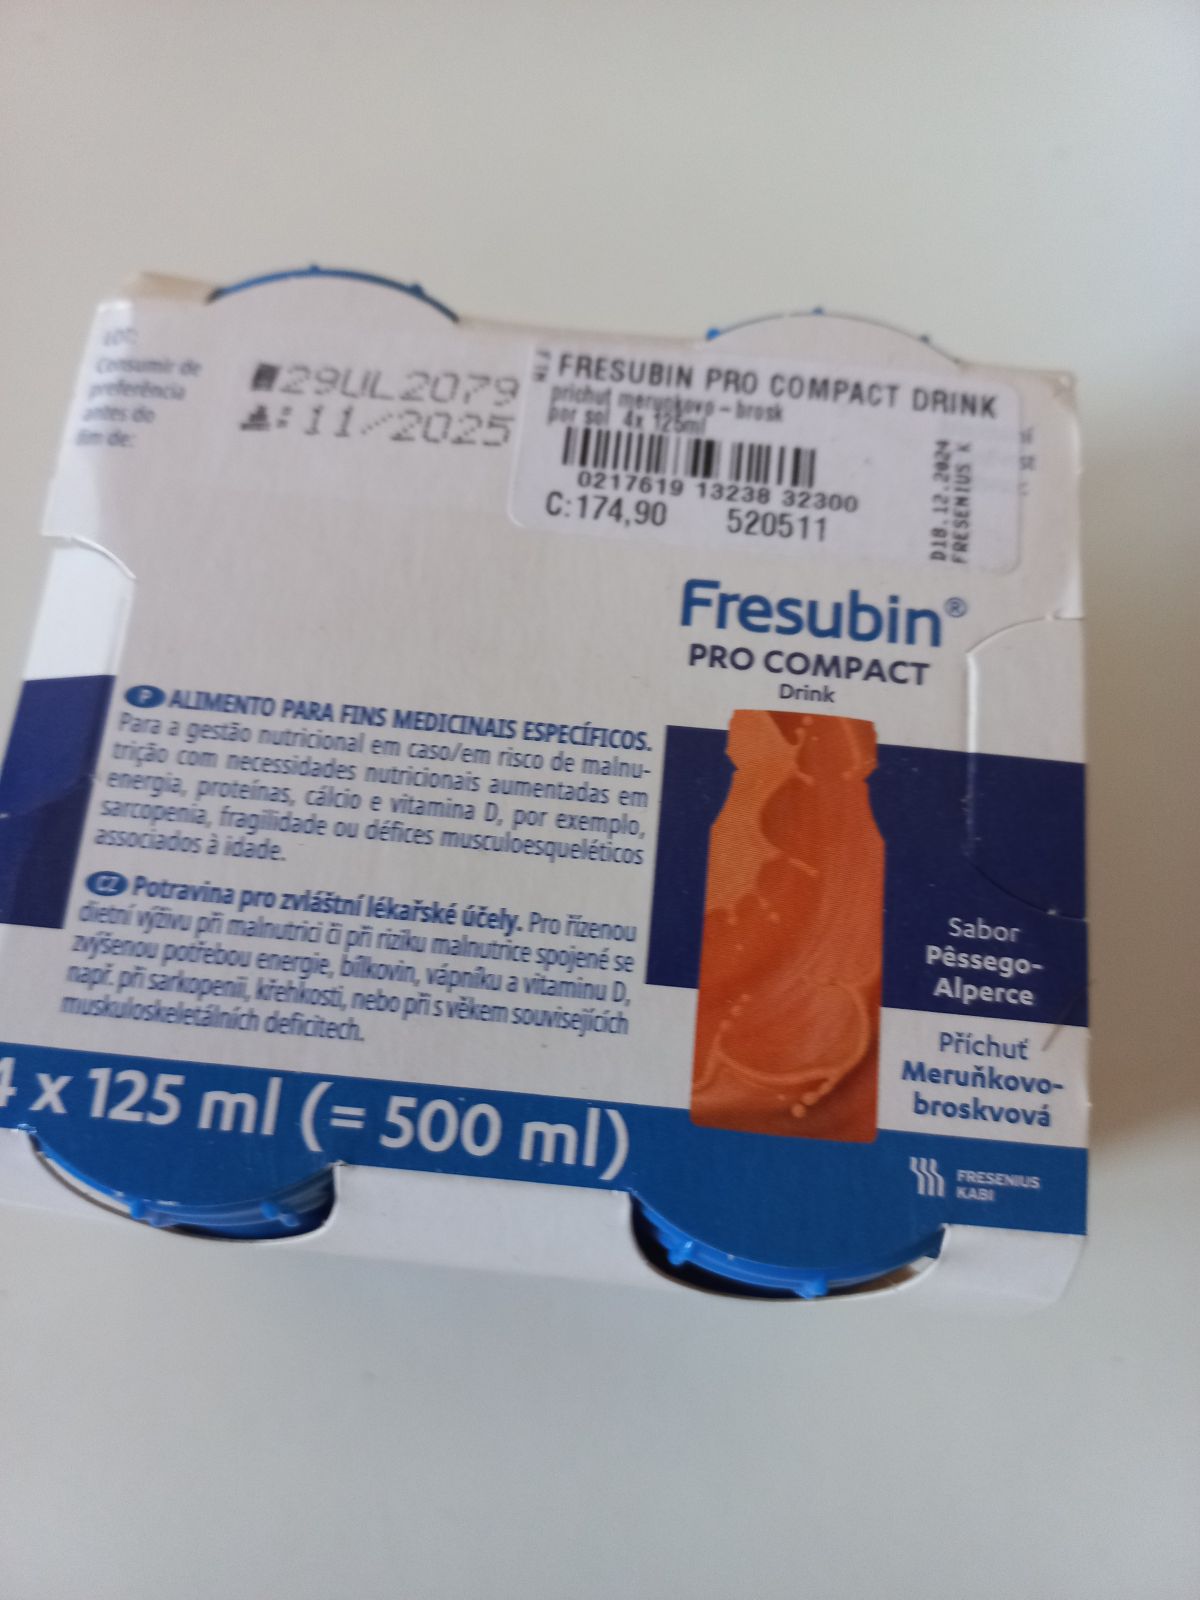 LOT:
Consumir de
preferência
antes do
fim de:
29UL2079
: 11/2025
FRESUBIN PRO COMPACT DRINK
prichuť meruňkovo-brosk
por sol 4x 125ml
0217619 13238 32300
C:174,90 520511
D18.12.2024
FRESENIUS K
Fresubin®
PRO COMPACT
Drink
P ALIMENTO PARA FINS MEDICINAIS ESPECÍFICOS.
Para a gestão nutricional em caso/em risco de malnu-
trição com necessidades nutricionais aumentadas em
energia, proteínas, cálcio e vitamina D, por exemplo,
sarcopenia, fragilidade ou défices musculoesqueléticos
associados à idade.
CZ Potravina pro zvláštní lékařské účely. Pro řízenou
dietní výživu při malnutrici či při riziku malnutrice spojené se
zvýšenou potřebou energie, bílkovin, vápníku a vitaminu D,
např. při sarkopenii, křehkosti, nebo při s věkem souvisejících
muskuloskeletálních deficitech.
Sabor
Pêssego-
Alperce
Příchuť
Meruňkovo-
broskvová
4 x 125 ml (= 500 ml)
FRESENIUS
KABI